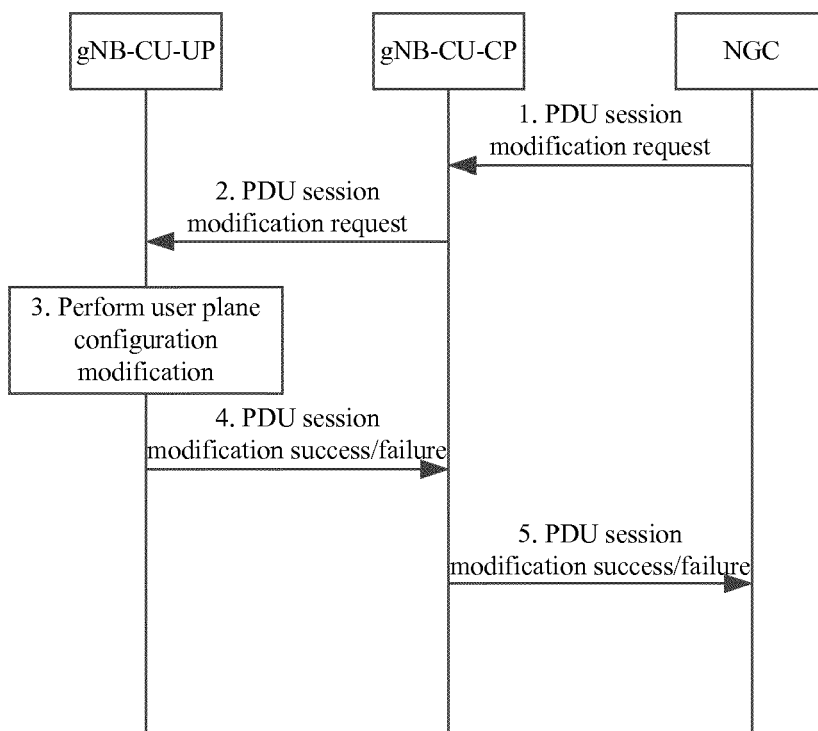 gNB-CU-UP
gNB-CU-CP
NGC
1. PDU session
modification request
2. PDU session
modification request
3. Perform user plane
configuration
modification
4. PDU session
modification success/failure
5. PDU session
modification success/failure